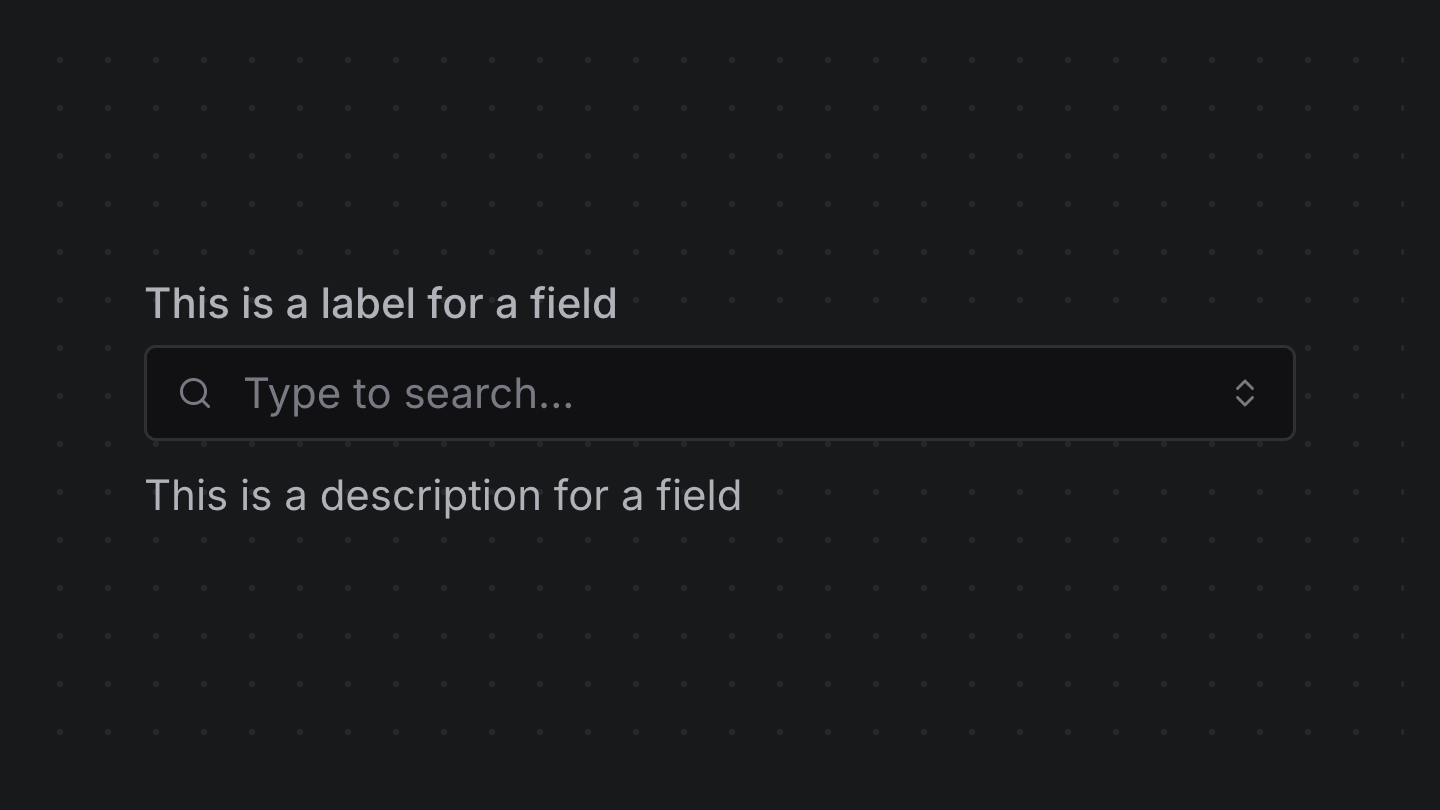 This is a label for a field
Type to search...
This is a description for a field